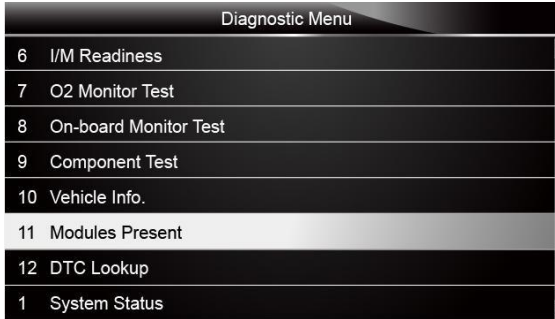 Diagnostic Menu
6 I/M Readiness
7 O2 Monitor Test
8 On-board Monitor Test
9 Component Test
10 Vehicle Info.
11 Modules Present
12 DTC Lookup
1 System Status